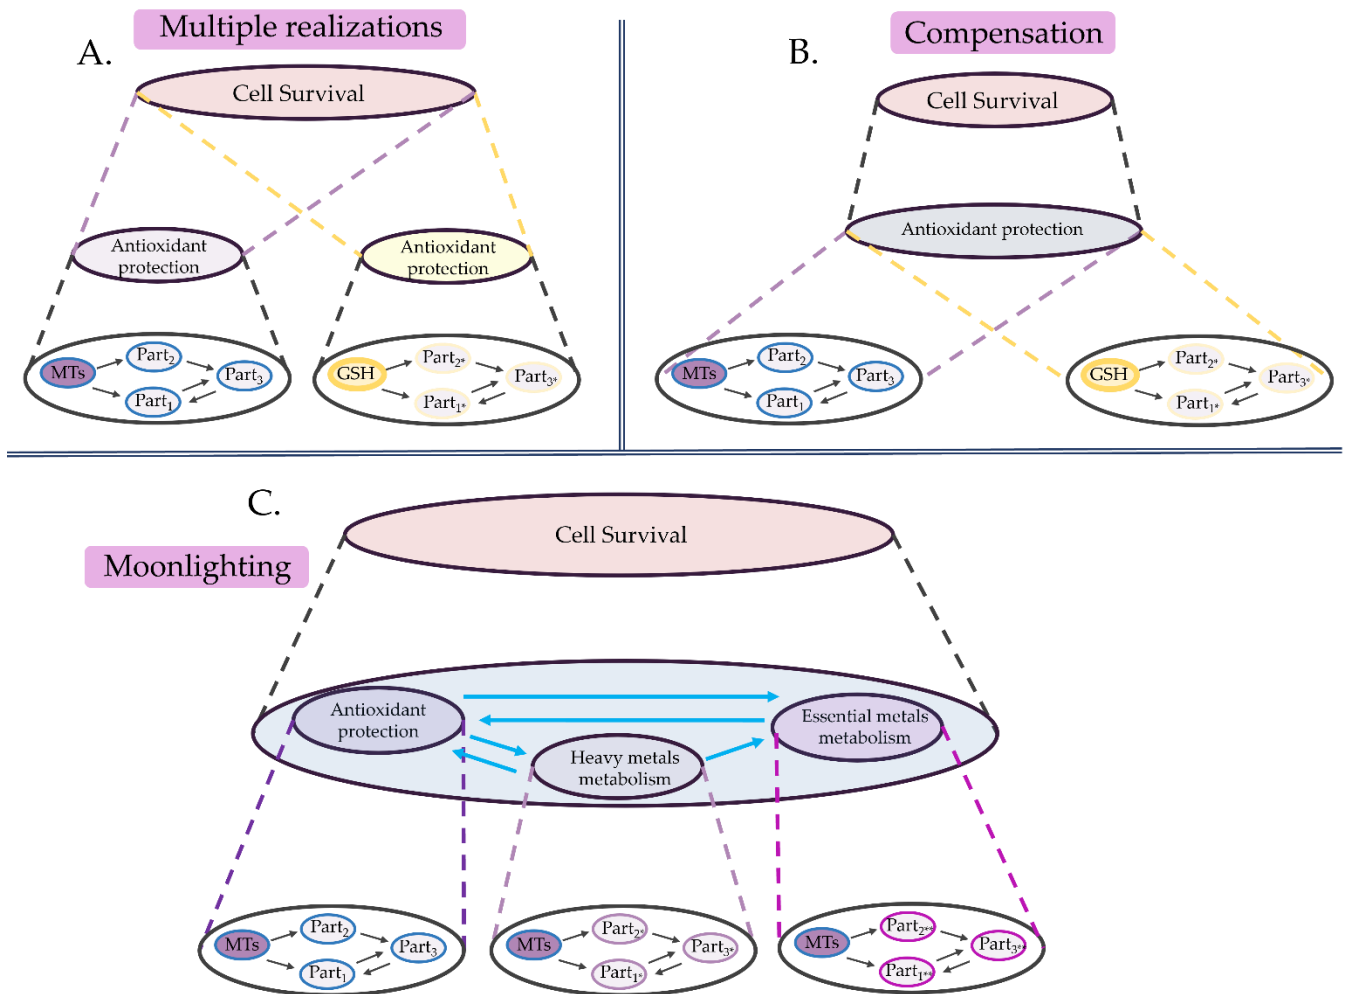 Multiple realizations
A.
Cell Survival
Antioxidant
protection
Antioxidant
protection
MTs
Part2
Part3
Part1
GSH
Part2*
Part3*
Part1*
Compensation
B.
Cell Survival
Antioxidant protection
MTs
Part2
Part3
Part1
GSH
Part2*
Part3*
Part1*
C.
Moonlighting
Cell Survival
Antioxidant
protection
Essential metals
metabolism
Heavy metals
metabolism
MTs
Part2
Part3
Part1
MTs
Part2*
Part3*
Part1*
MTs
Part2**
Part3**
Part1**